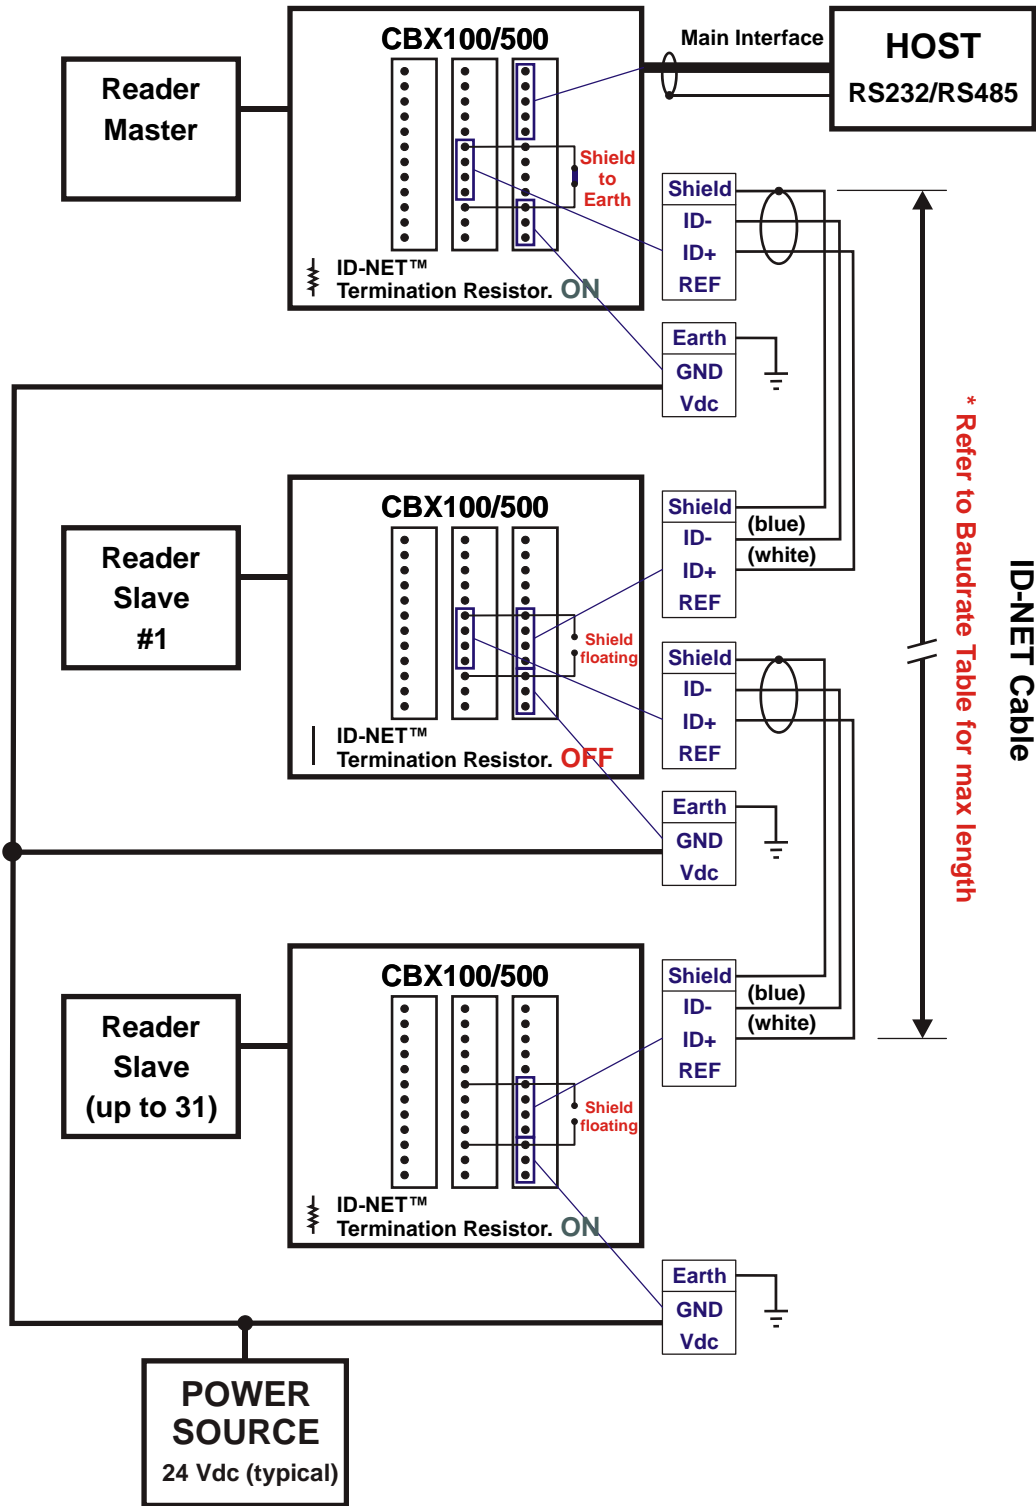 CBX100/500
Main Interface
HOST
RS232/RS485
Reader
Master
Shield
to
Earth
ID-NET™
Termination Resistor. ON
Shield
ID-
ID+
REF
Earth
GND
Vdc
CBX100/500
Reader
Slave
#1
Shield
floating
ID-NET™
Termination Resistor. OFF
Shield
ID-
ID+
REF
(blue)
(white)
Shield
ID-
ID+
REF
Earth
GND
Vdc
ID-NET Cable
* Refer to Baudrate Table for max length
CBX100/500
Reader
Slave
(up to 31)
Shield
floating
ID-NET™
Termination Resistor. ON
Shield
ID-
ID+
REF
(blue)
(white)
Earth
GND
Vdc
POWER
SOURCE
24 Vdc (typical)